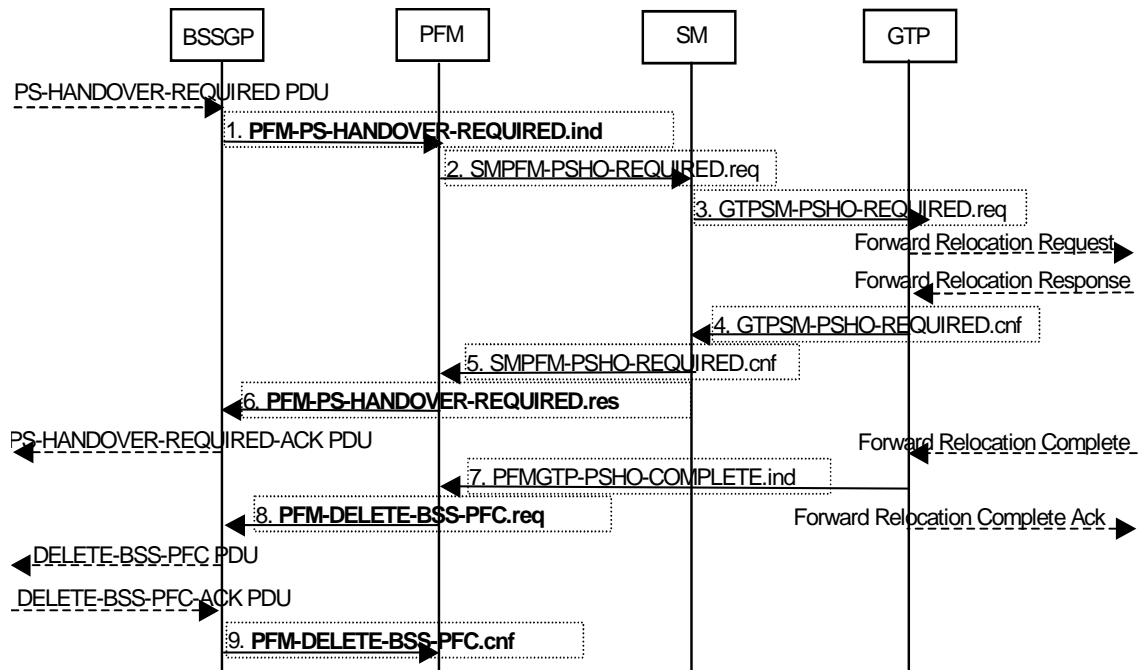 BSSGP PFM SM GTP
PS-HANDOVER-REQUIRED PDU
1. PFM-PS-HANDOVER-REQUIRED.ind
2. SMPFM-PSHO-REQUIRED.req
3. GTPSM-PSHO-REQUIRED.req
Forward Relocation Request
Forward Relocation Response
4. GTPSM-PSHO-REQUIRED.cnf
5. SMPFM-PSHO-REQUIRED.cnf
6. PFM-PS-HANDOVER-REQUIRED.res
PS-HANDOVER-REQUIRED-ACK PDU
Forward Relocation Complete
7. PFMGTP-PSHO-COMPLETE.ind
8. PFM-DELETE-BSS-PFC.req
Forward Relocation Complete Ack
DELETE-BSS-PFC PDU
DELETE-BSS-PFC-ACK PDU
9. PFM-DELETE-BSS-PFC.cnf